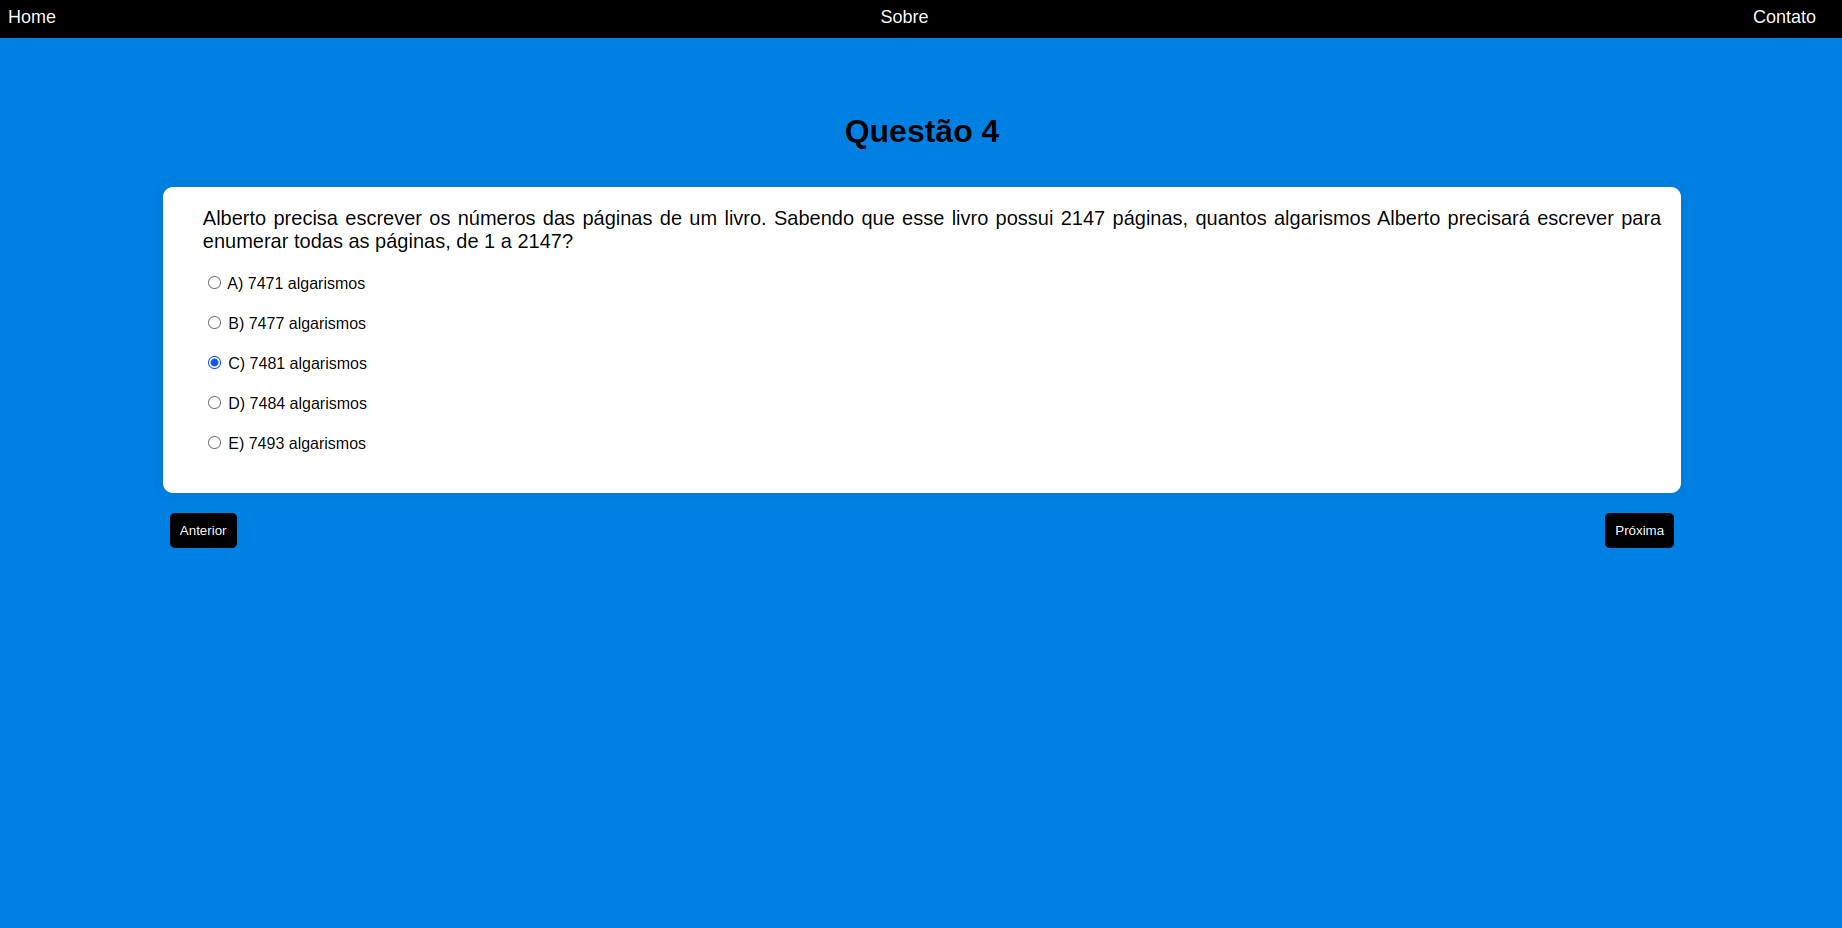 Home
Sobre
Contato
Questão 4
Alberto precisa escrever os números das páginas de um livro. Sabendo que esse livro possui 2147 páginas, quantos algarismos Alberto precisará escrever para
enumerar todas as páginas, de 1 a 2147?
A) 7471 algarismos
B) 7477 algarismos
C) 7481 algarismos
D) 7484 algarismos
E) 7493 algarismos
Anterior
Próxima